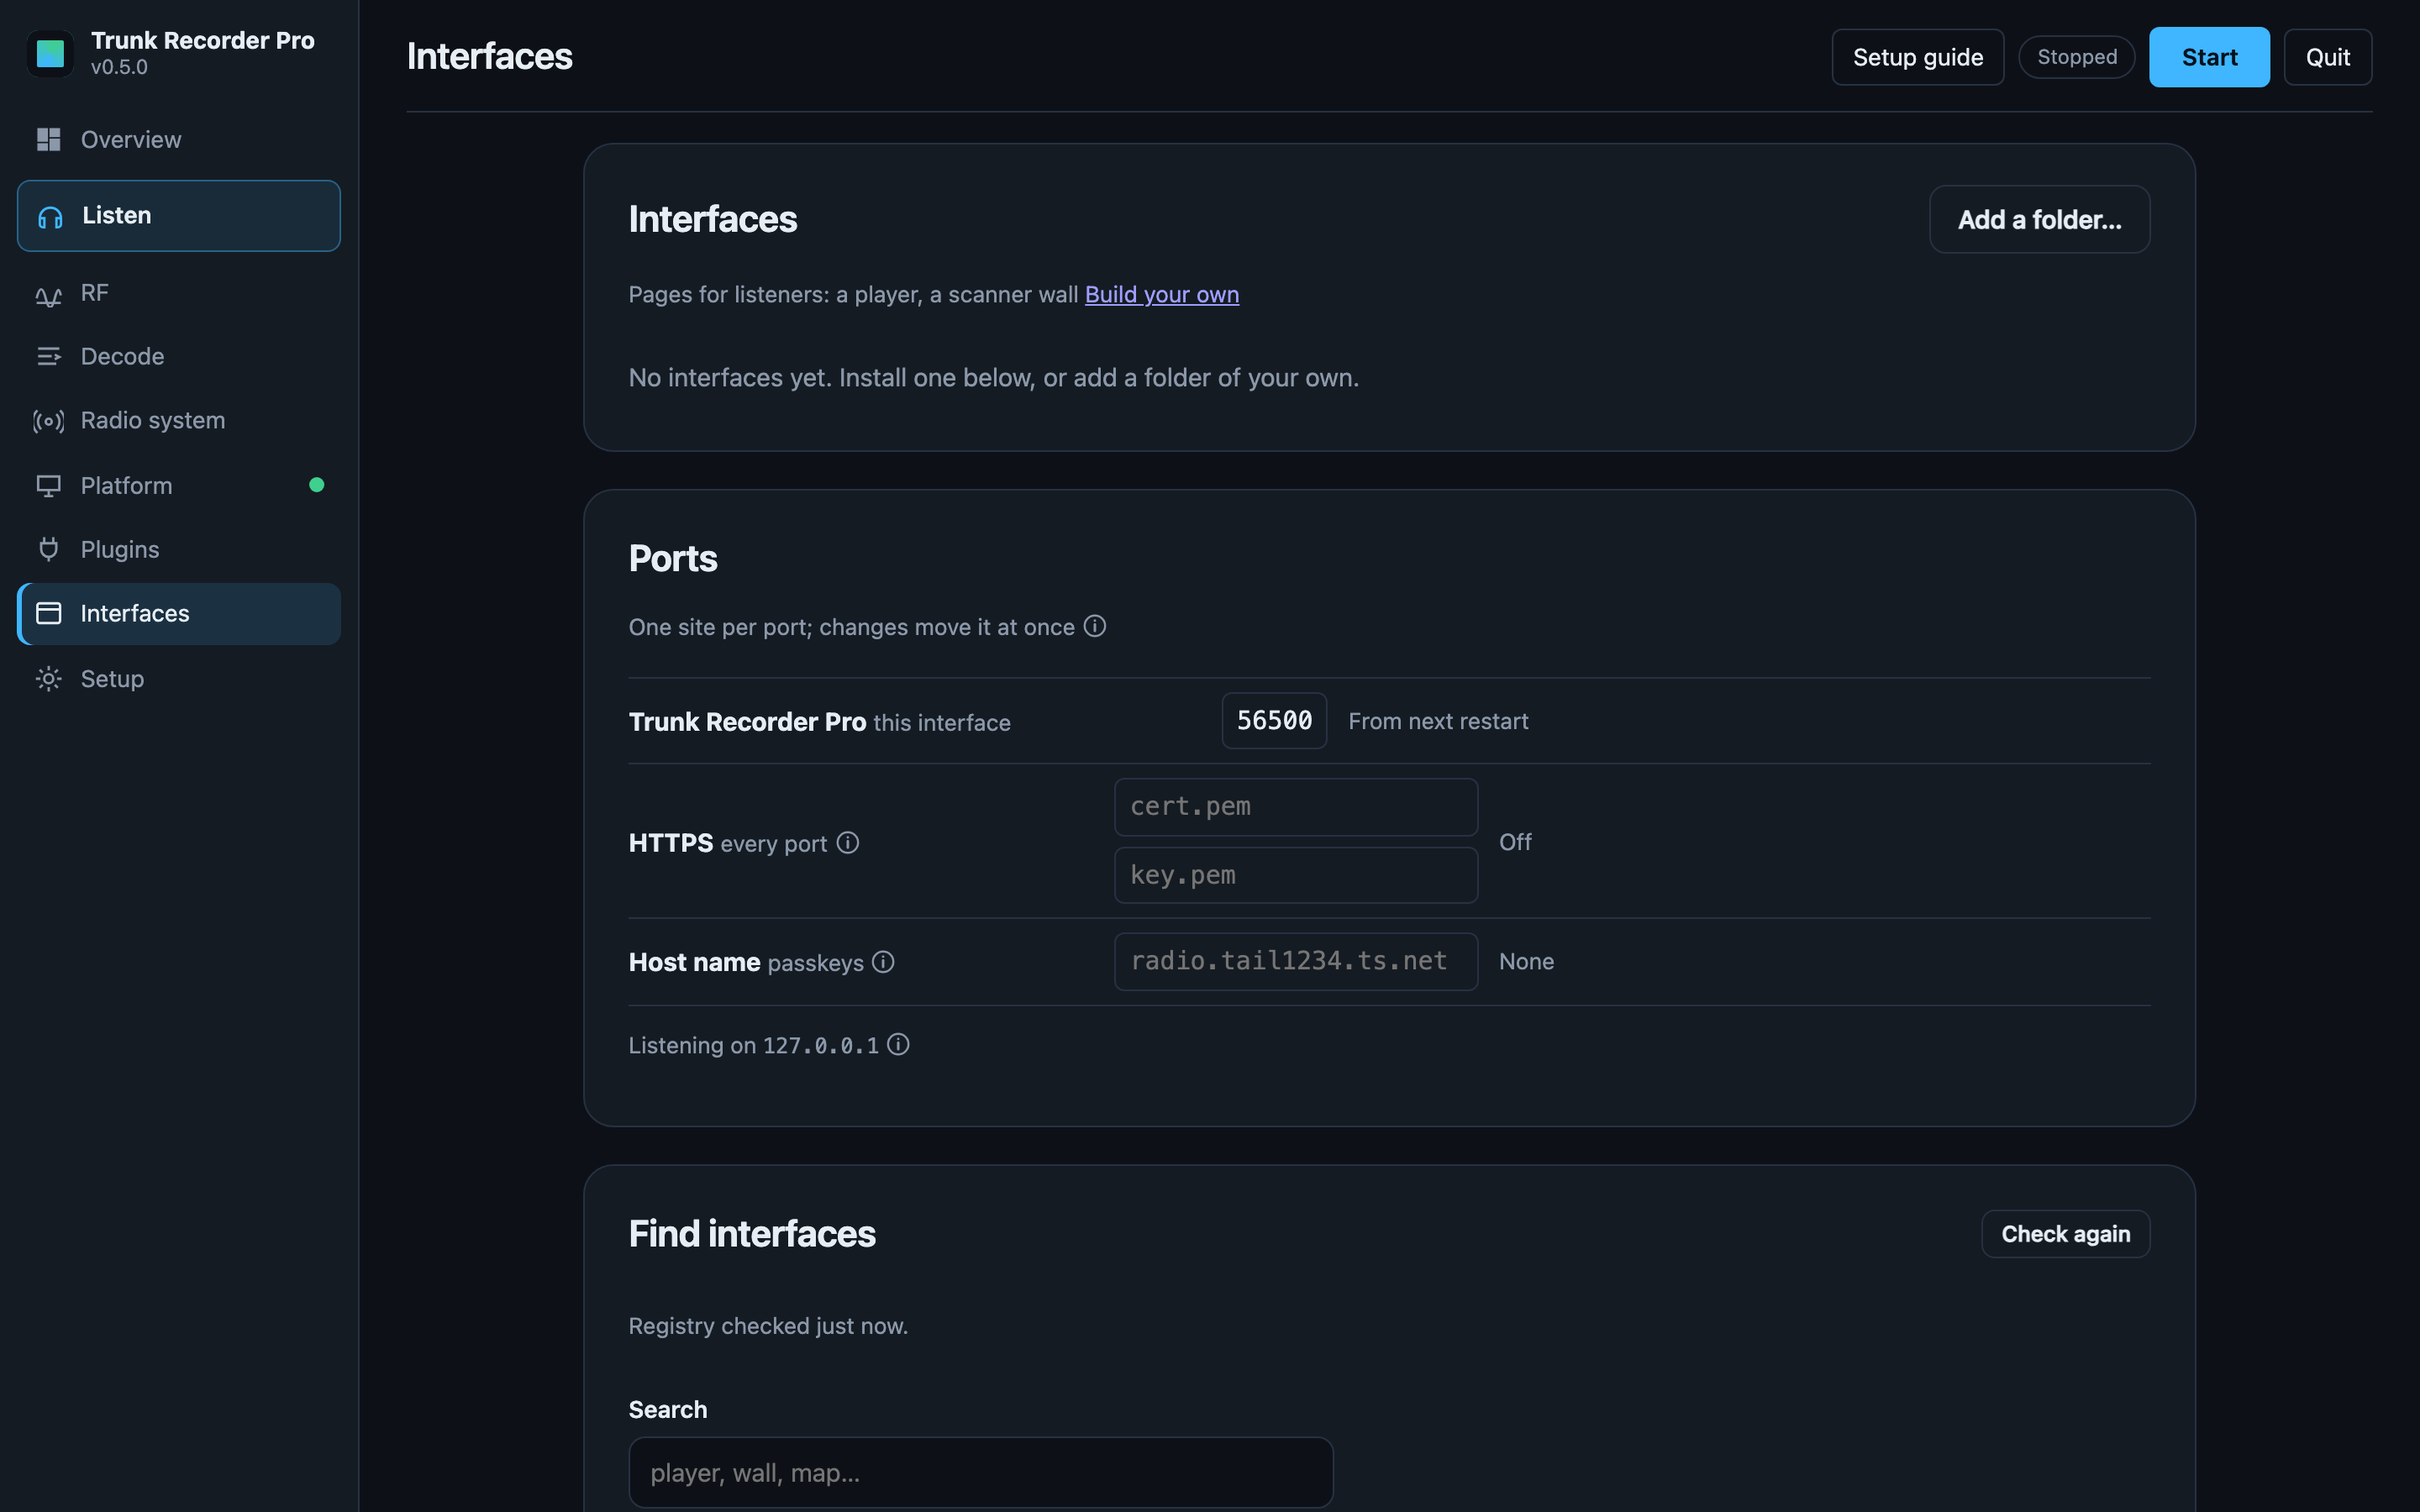 Trunk Recorder Pro
v0.5.0
Overview
Listen
RF
Decode
Radio system
Platform
Plugins
Interfaces
Setup
Interfaces
Setup guide
Stopped
Start
Quit
Interfaces
Add a folder...
Pages for listeners: a player, a scanner wall Build your own
No interfaces yet. Install one below, or add a folder of your own.
Ports
One site per port; changes move it at once
Trunk Recorder Pro this interface
56500
From next restart
HTTPS every port
cert.pem
key.pem
Off
Host name passkeys
radio.tail1234.ts.net
None
Listening on 127.0.0.1
Find interfaces
Check again
Registry checked just now.
Search
player, wall, map...